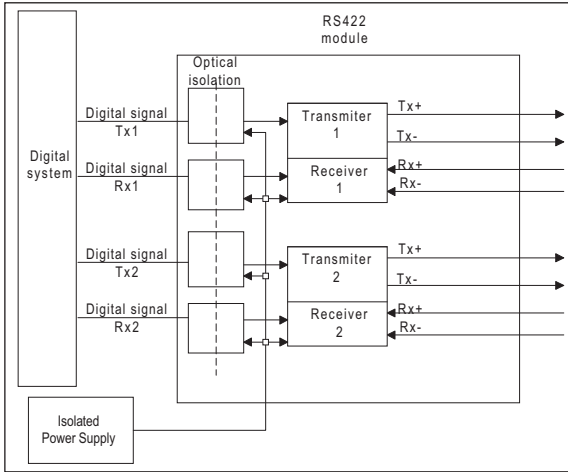 RS422
module
Optical
isolation
Digital
system
Digital signal
Tx1
Digital signal
Rx1
Digital signal
Tx2
Digital signal
Rx2
Transmiter
1
Receiver
1
Tx+
Tx-
Rx+
Rx-
Transmiter
2
Receiver
2
Tx+
Tx-
Rx+
Rx-
Isolated
Power Supply